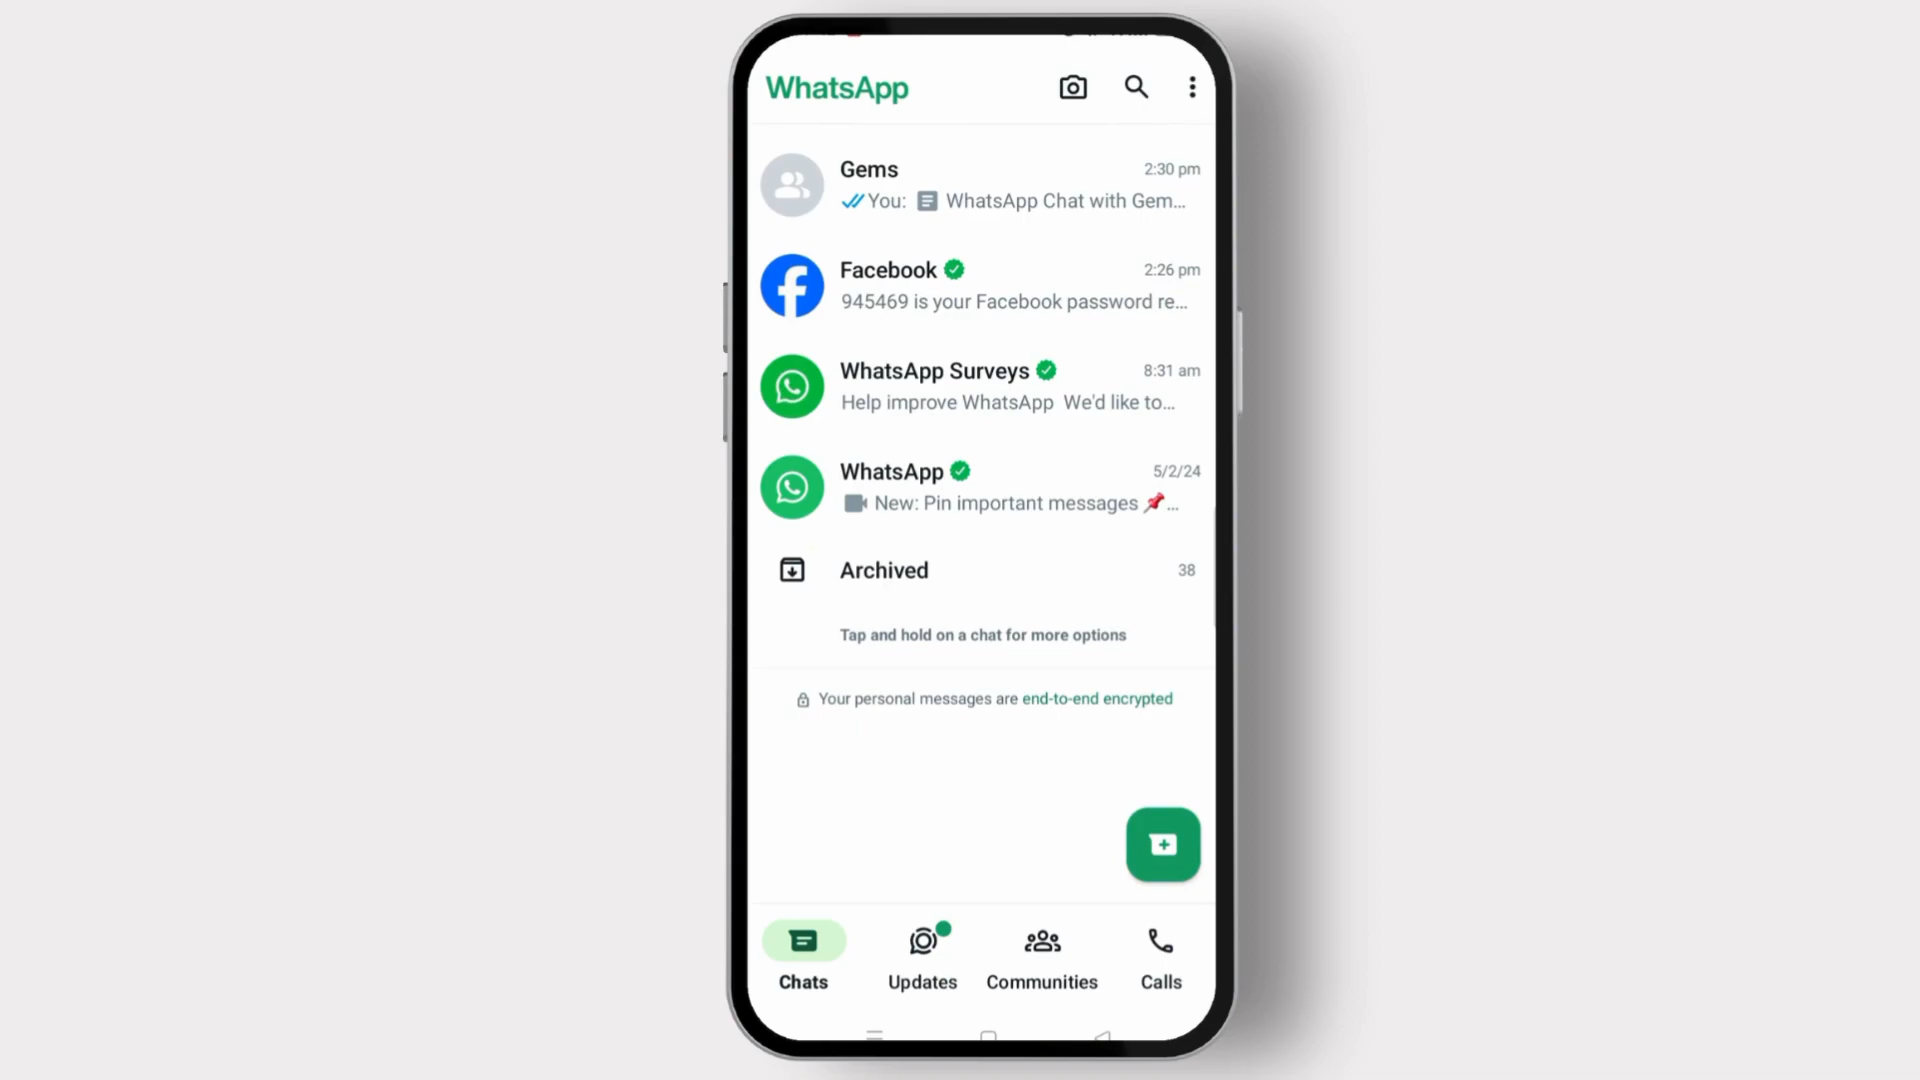 WhatsApp
Gems 2:30 pm
You: WhatsApp Chat with Gem...
Facebook 2:26 pm
945469 is your Facebook password re...
WhatsApp Surveys 8:31 am
Help improve WhatsApp We'd like to...
WhatsApp 5/2/24
New: Pin important messages 📌...
Archived 38
Tap and hold on a chat for more options
Your personal messages are end-to-end encrypted
Chats Updates Communities Calls